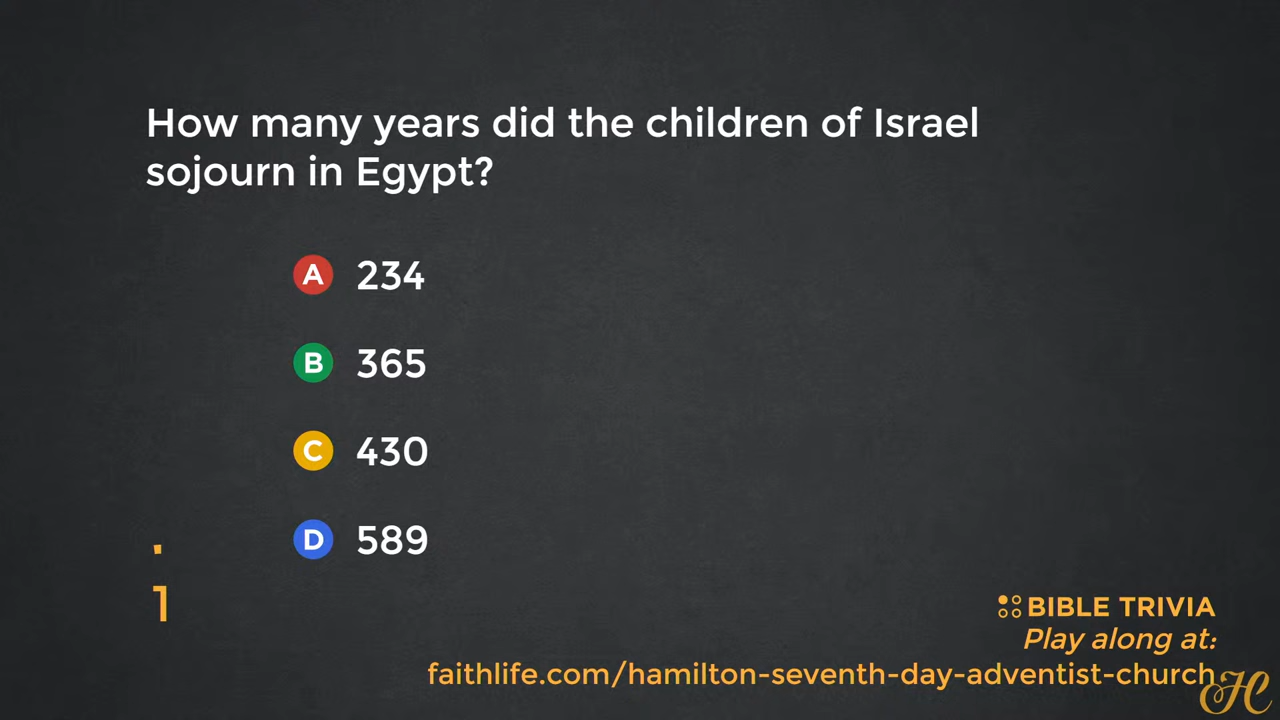 How many years did the children of Israel
sojourn in Egypt?
A 234
B 365
C 430
D 589
.
1
BIBLE TRIVIA
Play along at:
faithlife.com/hamilton-seventh-day-adventist-church
H